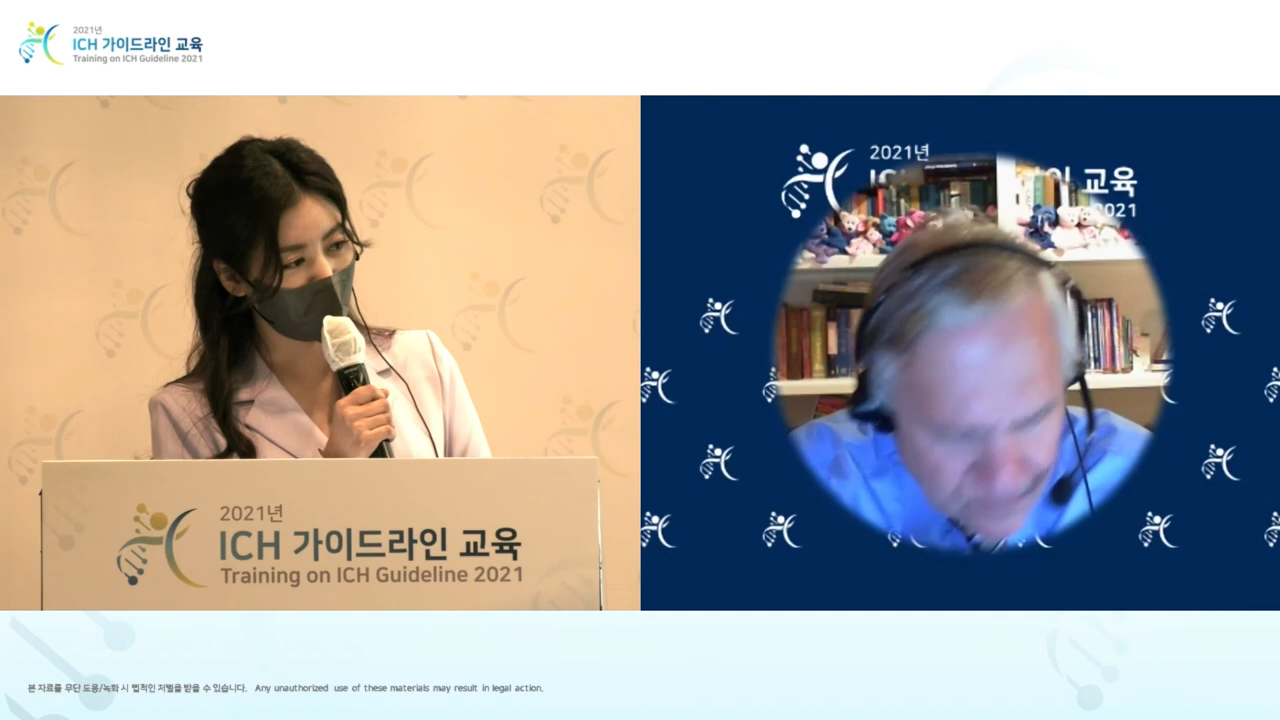 2021년
ICH 가이드라인 교육
Training on ICH Guideline 2021
2021년
교육
2021
2021년
ICH 가이드라인 교육
Training on ICH Guideline 2021
본 자료를 무단 도용/녹화 시 법적인 처벌을 받을 수 있습니다. Any unauthorized use of these materials may result in legal action.